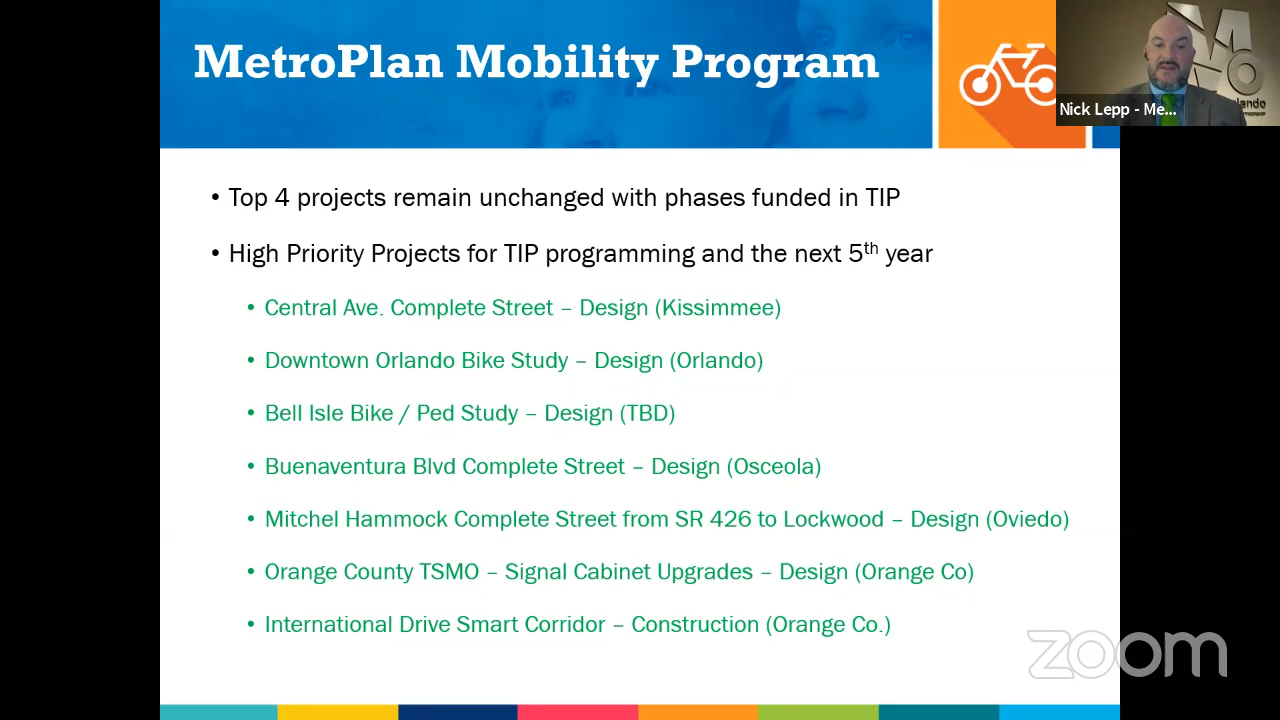 MetroPlan Mobility Program
Nick Lepp - Me...
• Top 4 projects remain unchanged with phases funded in TIP
• High Priority Projects for TIP programming and the next 5th year
• Central Ave. Complete Street – Design (Kissimmee)
• Downtown Orlando Bike Study – Design (Orlando)
• Bell Isle Bike / Ped Study – Design (TBD)
• Buenaventura Blvd Complete Street – Design (Osceola)
• Mitchel Hammock Complete Street from SR 426 to Lockwood – Design (Oviedo)
• Orange County TSMO – Signal Cabinet Upgrades – Design (Orange Co)
• International Drive Smart Corridor – Construction (Orange Co.)
zoom